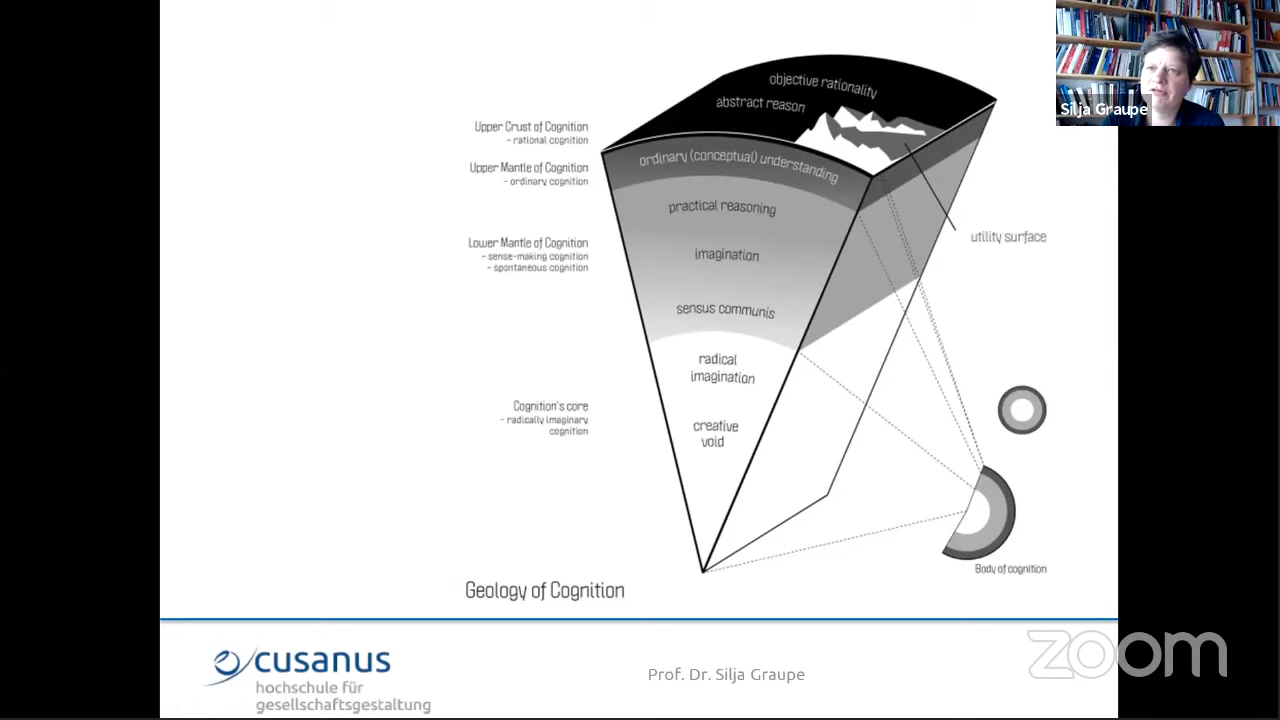 Silja Graupe
objective rationality
abstract reason
Upper Crust of Cognition
- rational cognition
ordinary (conceptual) understanding
Upper Mantle of Cognition
- ordinary cognition
practical reasoning
utility surface
Lower Mantle of Cognition
- sense-making cognition
- spontaneous cognition
imagination
sensus communis
radical
imagination
Cognition's core
- radically imaginary
cognition
creative
void
Body of cognition
Geology of Cognition
cusanus
hochschule für
gesellschaftsgestaltung
Prof. Dr. Silja Graupe
zoom